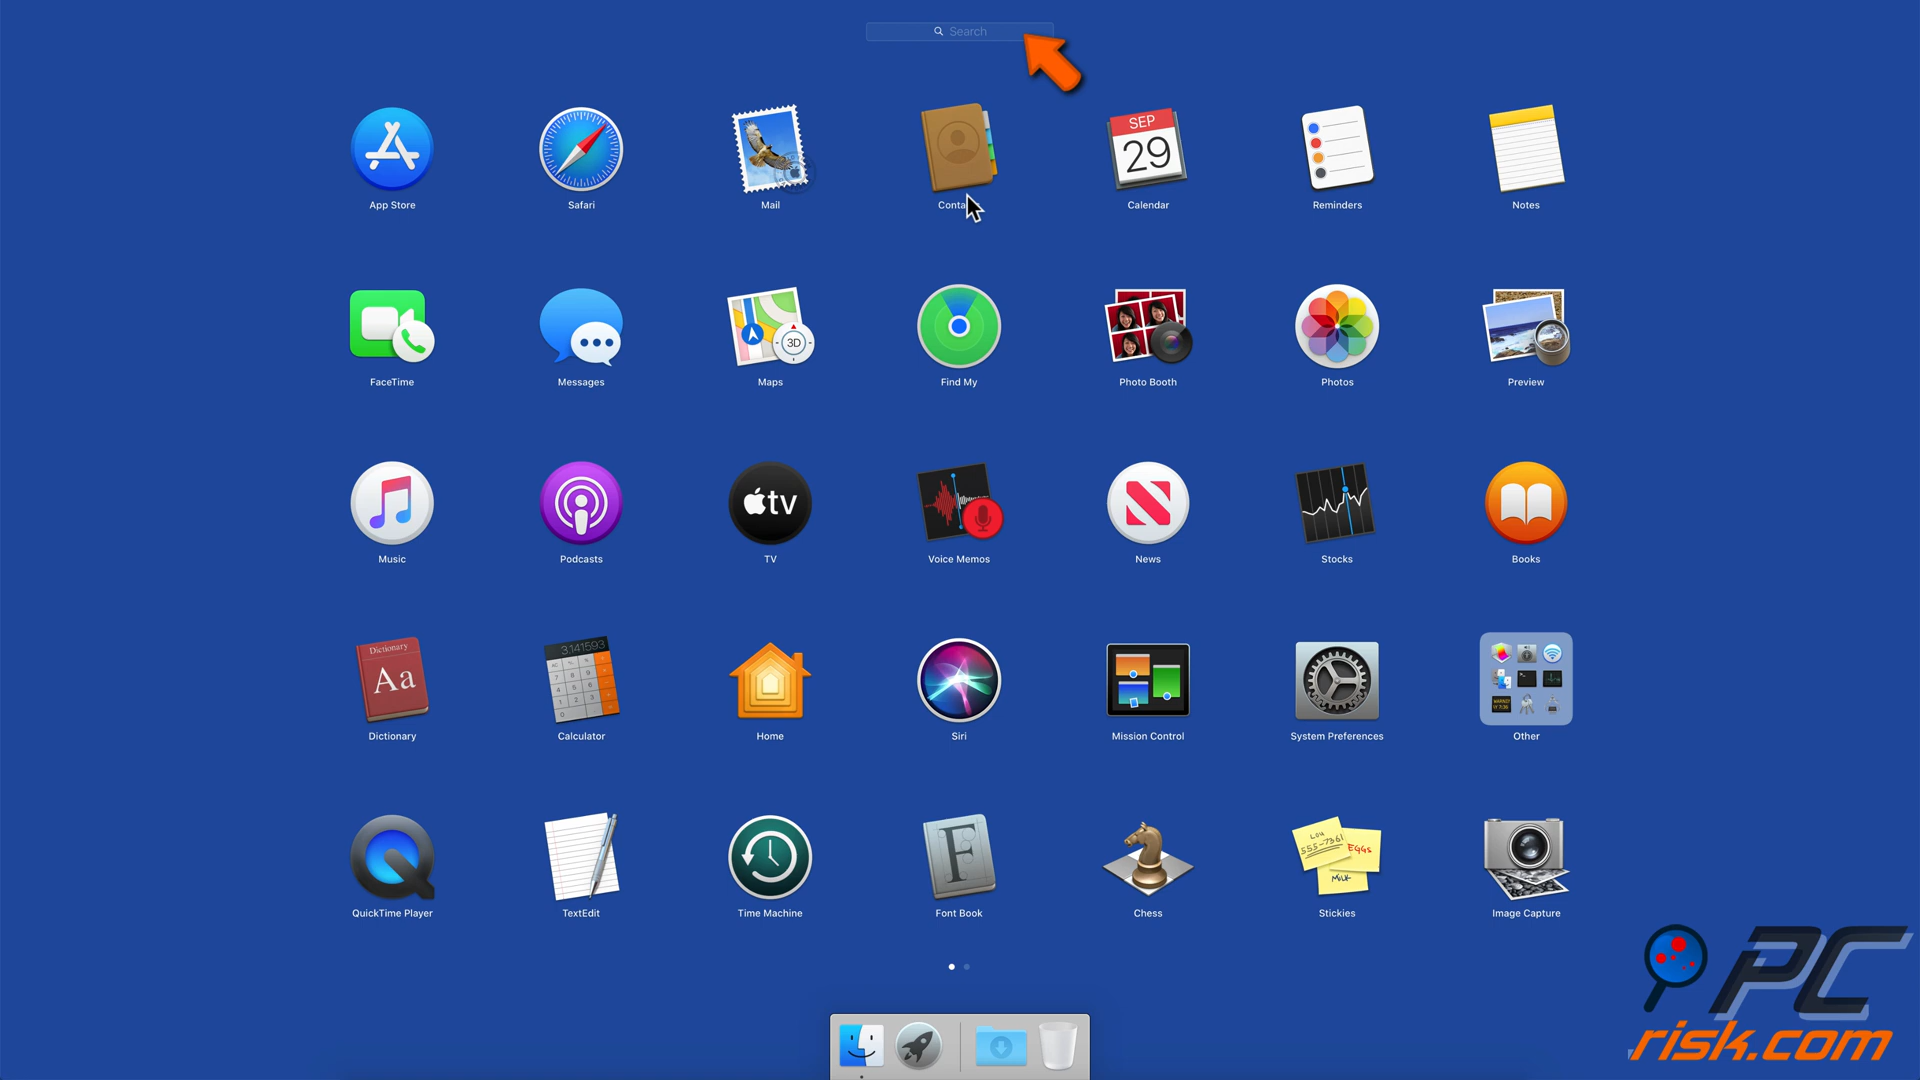 Search
SEP
29
App Store
Safari
Mail
Conta
Calendar
Reminders
Notes
3D
FaceTime
Messages
Maps
Find My
Photo Booth
Photos
Preview
tv
Music
Podcasts
TV
Voice Memos
News
Stocks
Books
Dictionary
Aa
3.141593
Dictionary
Calculator
Home
Siri
Mission Control
System Preferences
Other
F
Lou
555-7361
EGGS
MILK
QuickTime Player
TextEdit
Time Machine
Font Book
Chess
Stickies
Image Capture
PC
risk.com